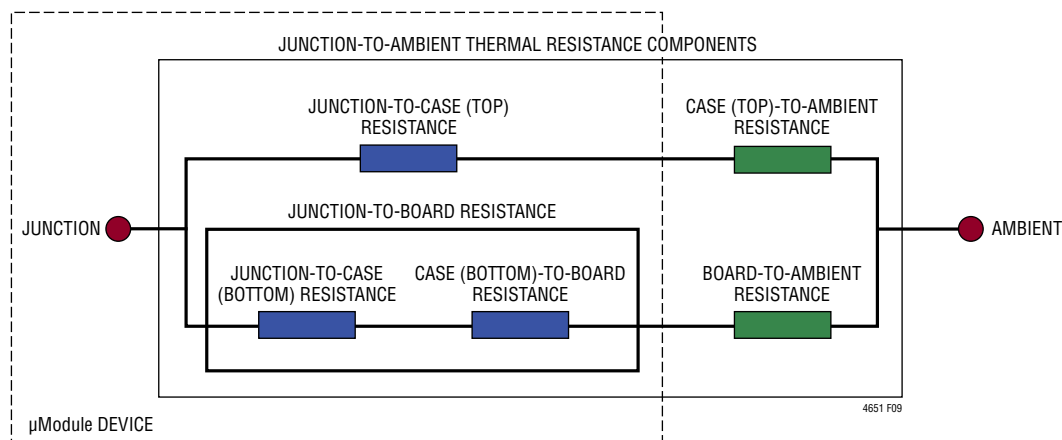 JUNCTION-TO-AMBIENT THERMAL RESISTANCE COMPONENTS
JUNCTION-TO-CASE (TOP)
RESISTANCE
CASE (TOP)-TO-AMBIENT
RESISTANCE
JUNCTION-TO-BOARD RESISTANCE
JUNCTION
AMBIENT
JUNCTION-TO-CASE
(BOTTOM) RESISTANCE
CASE (BOTTOM)-TO-BOARD
RESISTANCE
BOARD-TO-AMBIENT
RESISTANCE
4651 F09
µModule DEVICE